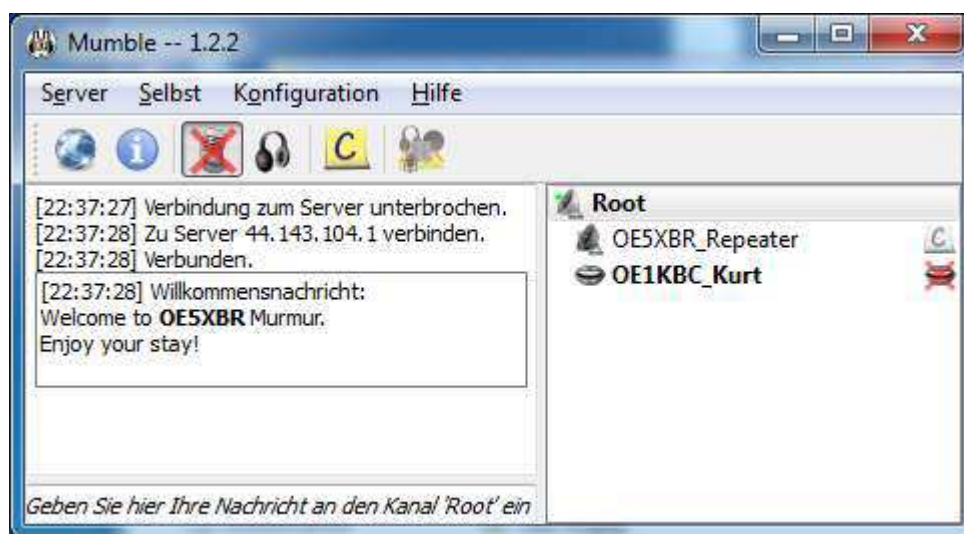 Mumble -- 1.2.2
Server Selbst Konfiguration Hilfe
C
[22:37:27] Verbindung zum Server unterbrochen.
[22:37:28] Zu Server 44.143.104.1 verbinden.
[22:37:28] Verbunden.
[22:37:28] Willkommensnachricht:
Welcome to OE5XBR Murmur.
Enjoy your stay!
Geben Sie hier Ihre Nachricht an den Kanal 'Root' ein
Root
OE5XBR_Repeater C
OE1KBC_Kurt